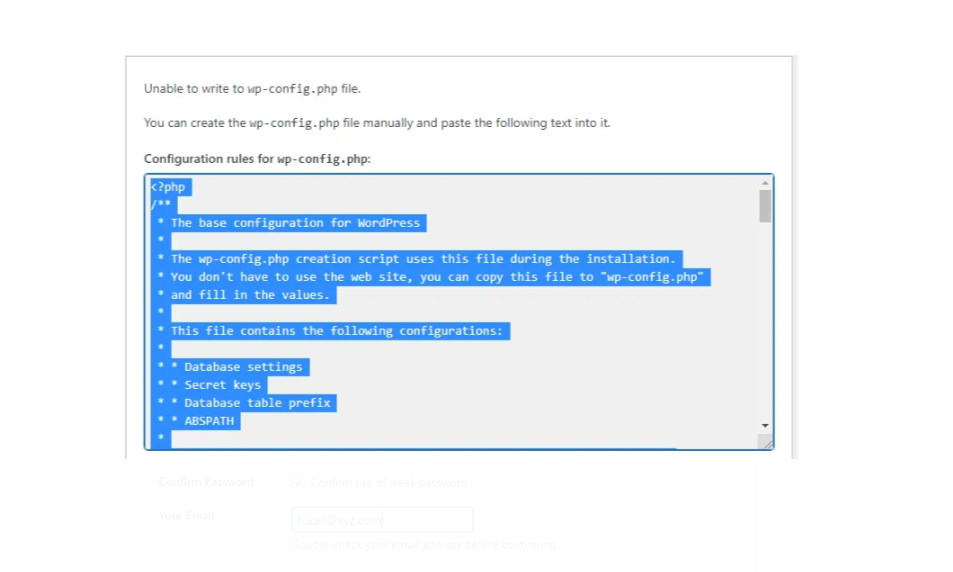 Unable to write to wp-config.php file.
You can create the wp-config.php file manually and paste the following text into it.
Configuration rules for wp-config.php:
<?php
/**
* The base configuration for WordPress
*
* The wp-config.php creation script uses this file during the installation.
* You don't have to use the web site, you can copy this file to "wp-config.php"
* and fill in the values.
*
* This file contains the following configurations:
*
* * Database settings
* * Secret keys
* * Database table prefix
* * ABSPATH
*
Confirm Password
Confirm use of weak password
Your Email
Double-check your email address before continuing.